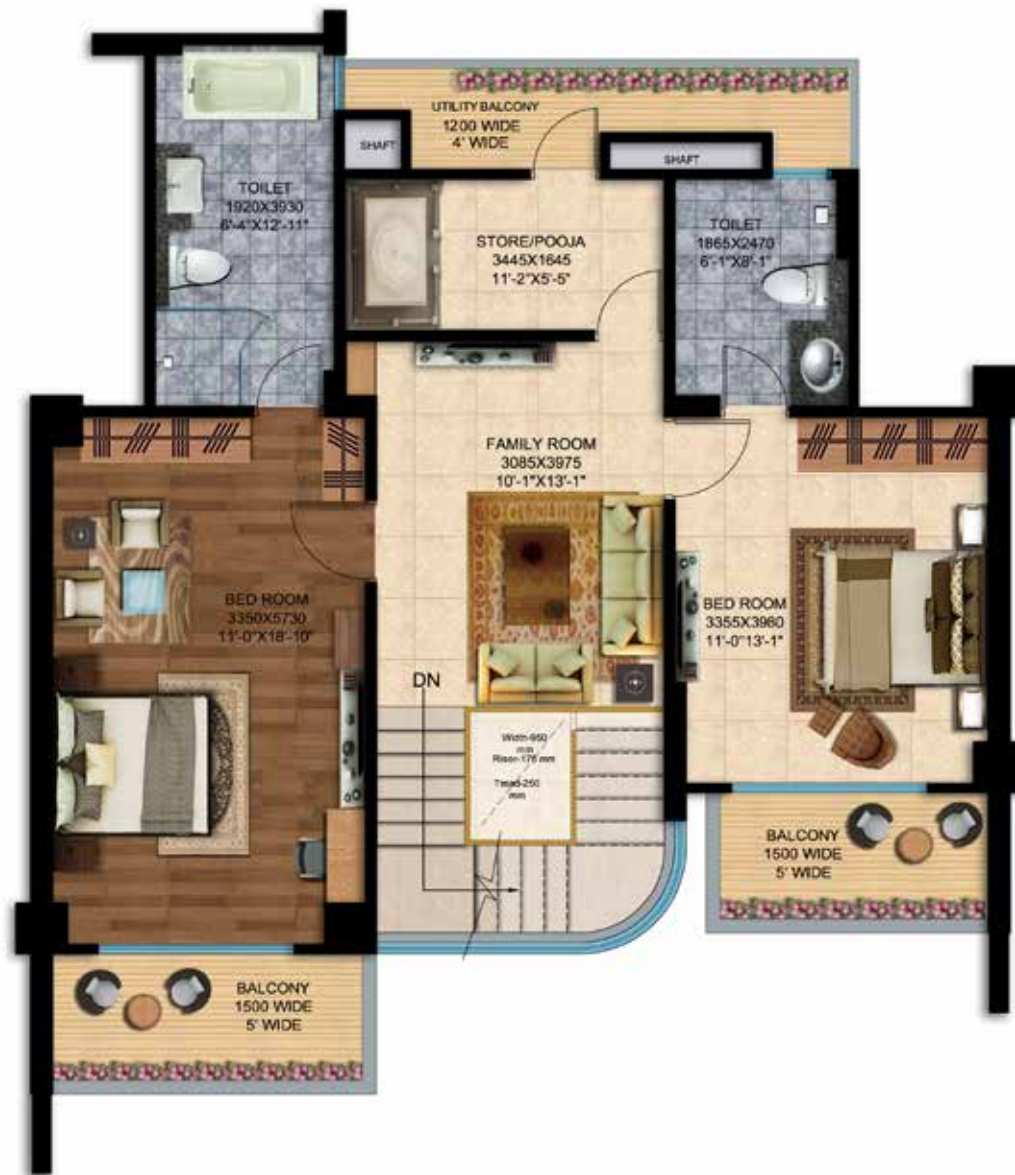 UTILITY BALCONY
1200 WIDE
4' WIDE
SHAFT
SHAFT
TOILET
1920X3930
6'-4"X12'-11"
STORE/POOJA
3445X1645
11'-2"X5'-5"
TOILET
1865X2470
6'-1"X8'-1"
FAMILY ROOM
3085X3975
10'-1"X13'-1"
BED ROOM
3350X5730
11'-0"X18'-10"
BED ROOM
3355X3980
11'-0"13'-1"
DN
Width-950
mm
Riser-176 mm
Tread-250
mm
BALCONY
1500 WIDE
5' WIDE
BALCONY
1500 WIDE
5' WIDE